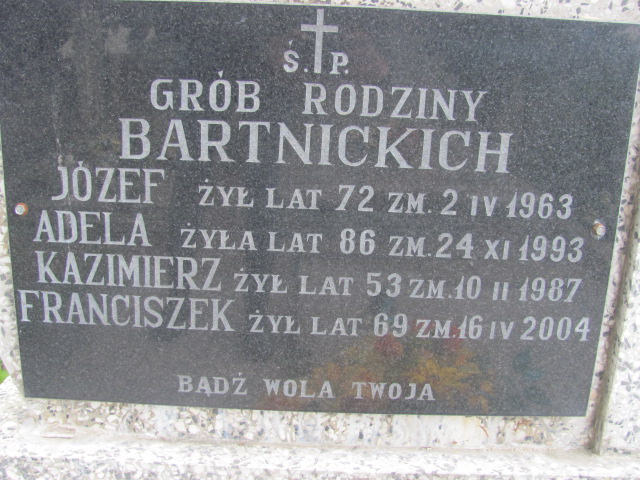 Ś. P.
GRÓB RODZINY
BARTNICKICH
JÓZEF ŻYŁ LAT 72 ZM. 2 IV 1963
ADELA ŻYŁA LAT 86 ZM. 24 XI 1993
KAZIMIERZ ŻYŁ LAT 53 ZM. 10 II 1987
FRANCISZEK ŻYŁ LAT 69 ZM. 16 IV 2004
BĄDŹ WOLA TWOJA